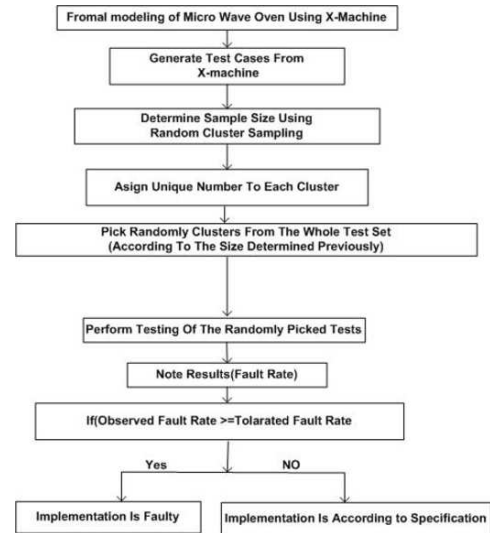 Fromal modeling of Micro Wave Oven Using X-Machine
Generate Test Cases From
X-machine
Determine Sample Size Using
Random Cluster Sampling
Asign Unique Number To Each Cluster
Pick Randomly Clusters From The Whole Test Set
(According To The Size Determined Previously)
Perform Testing Of The Randomly Picked Tests
Note Results(Fault Rate)
If(Observed Fault Rate >=Tolarated Fault Rate
Yes
NO
Implementation Is Faulty
Implementation Is According to Specification